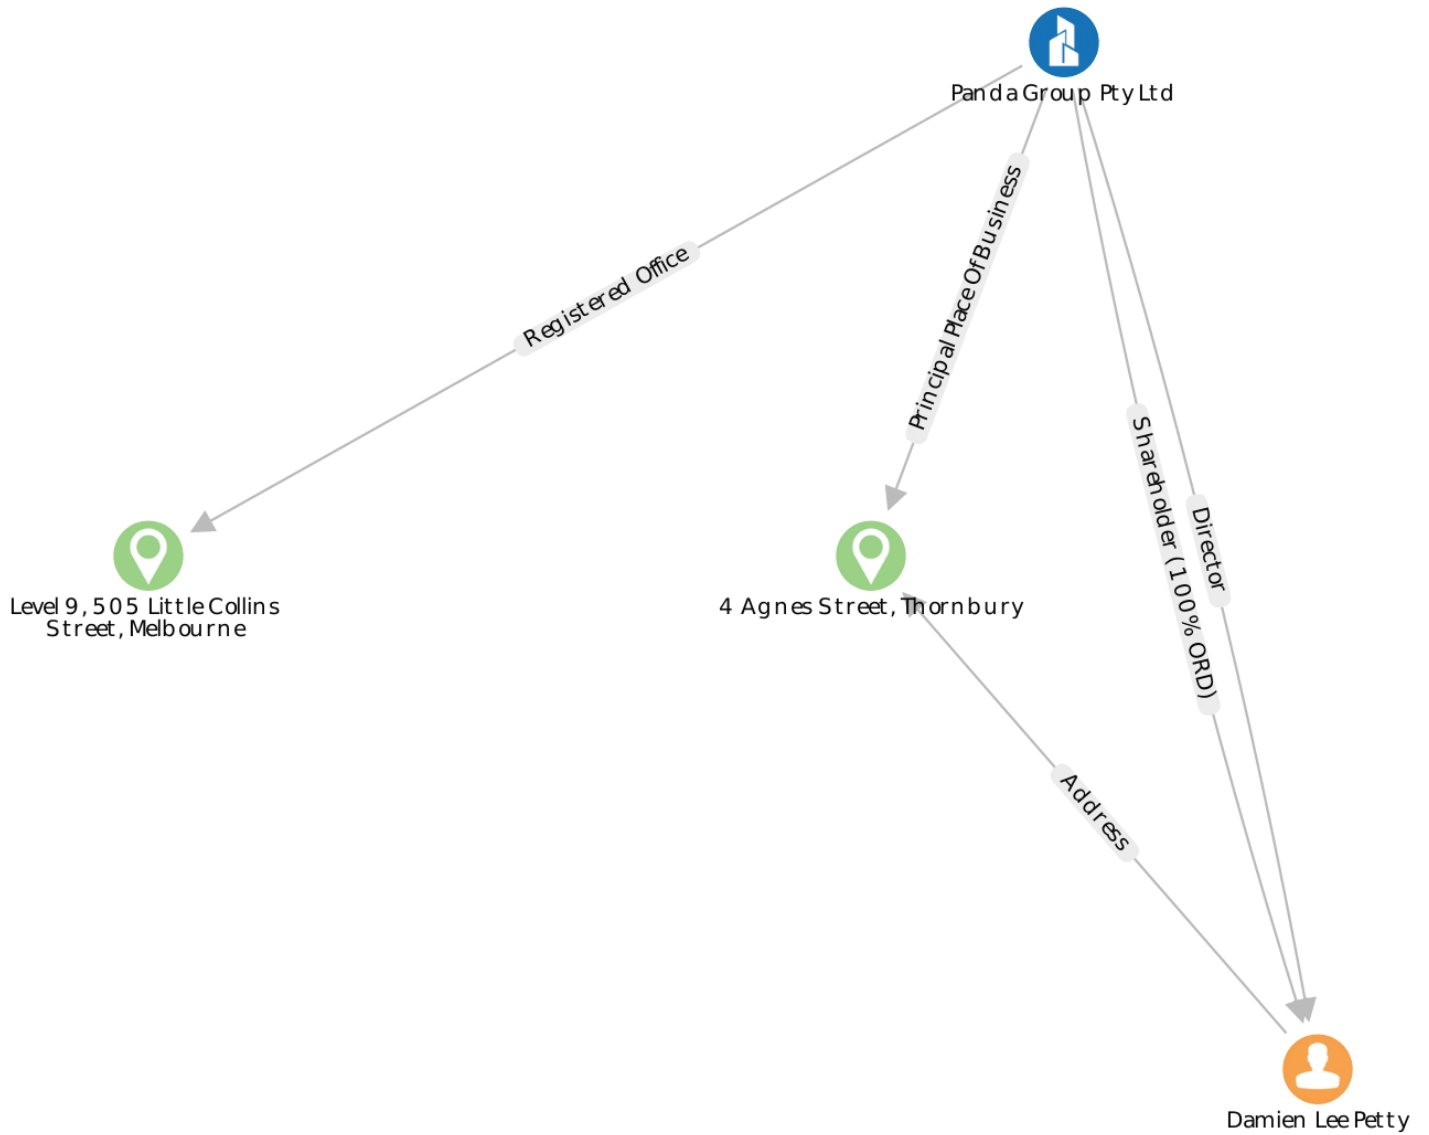 Panda Group Pty Ltd
Registered Office
Principal Place Of Business
Shareholder (100% ORD)
Director
Level 9, 505 Little Collins
Street, Melbourne
4 Agnes Street, Thornbury
Address
Damien Lee Petty